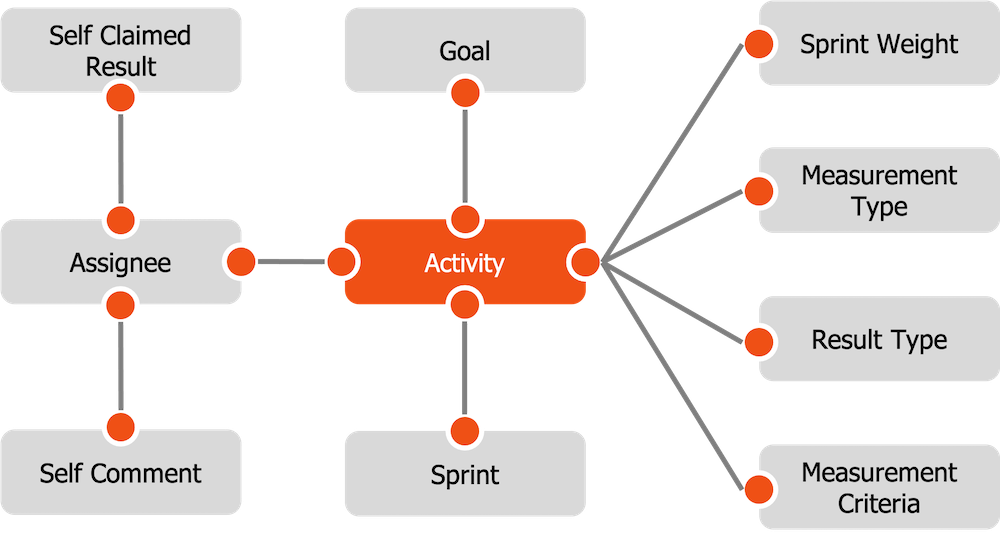 Self Claimed
Result
Goal
Sprint Weight
Measurement
Type
Assignee
Activity
Result Type
Self Comment
Sprint
Measurement
Criteria